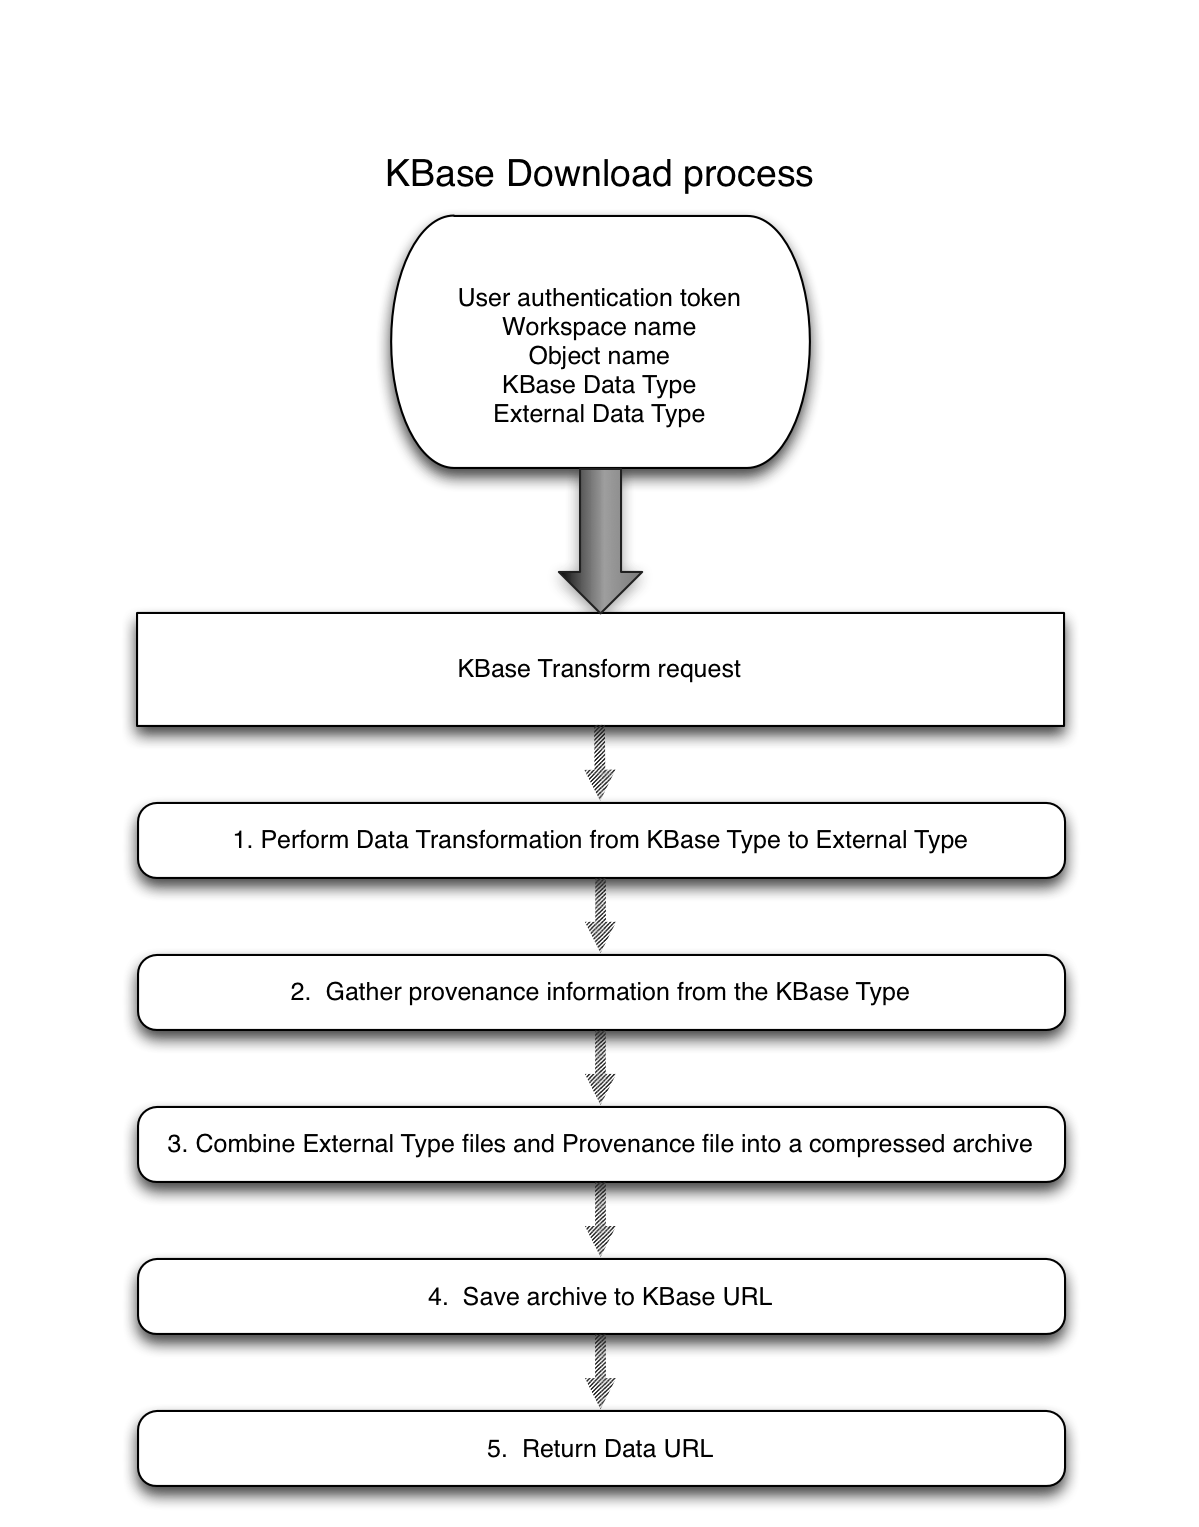 KBase Download process
User authentication token
Workspace name
Object name
KBase Data Type
External Data Type
KBase Transform request
1. Perform Data Transformation from KBase Type to External Type
2.  Gather provenance information from the KBase Type
3. Combine External Type files and Provenance file into a compressed archive
4.  Save archive to KBase URL
5.  Return Data URL